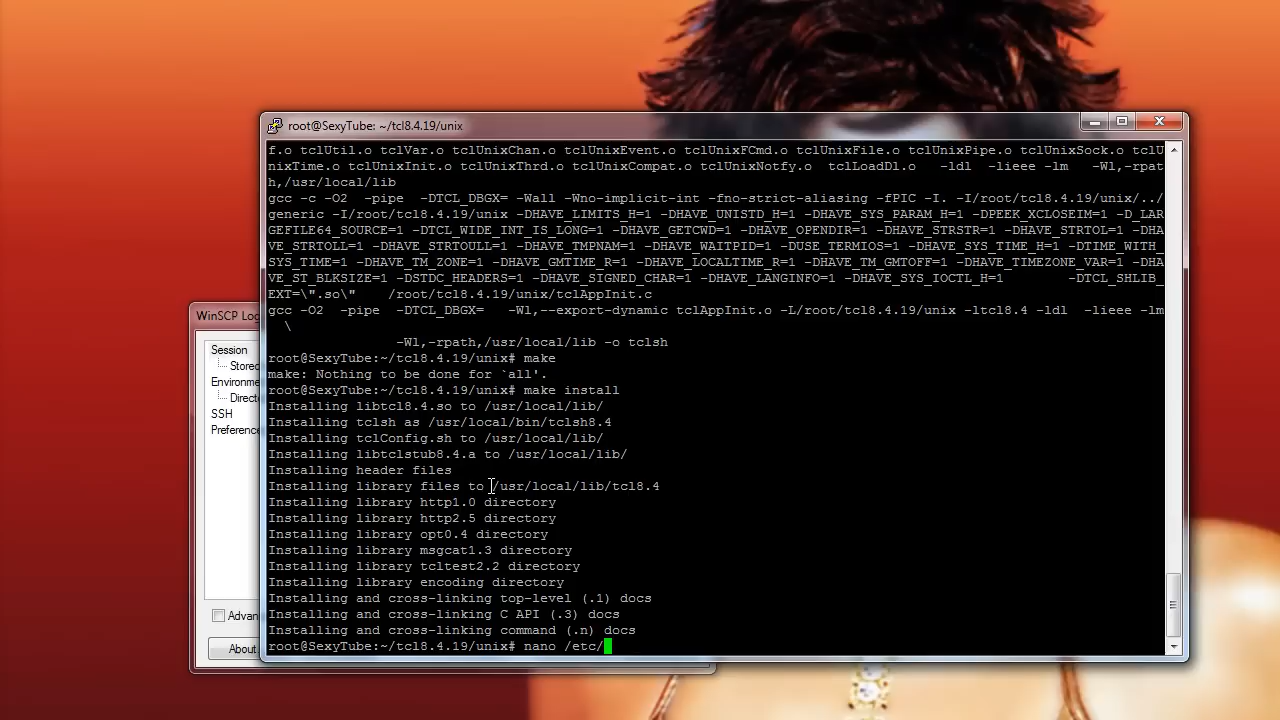 root@SexyTube: ~/tcl8.4.19/unix
f.o tclUtil.o tclVar.o tclUnixChan.o tclUnixEvent.o tclUnixFCmd.o tclUnixFile.o tclUnixPipe.o tclUnixSock.o tclU
nixTime.o tclUnixInit.o tclUnixThrd.o tclUnixCompat.o tclUnixNotfy.o tclLoadDl.o -ldl -lieee -lm -Wl,-rpat
h,/usr/local/lib
gcc -c -O2 -pipe -DTCL_DBGX= -Wall -Wno-implicit-int -fno-strict-aliasing -fPIC -I. -I/root/tcl8.4.19/unix/../
generic -I/root/tcl8.4.19/unix -DHAVE_LIMITS_H=1 -DHAVE_UNISTD_H=1 -DHAVE_SYS_PARAM_H=1 -DPEEK_XCLOSEIM=1 -D_LAR
GEFILE64_SOURCE=1 -DTCL_WIDE_INT_IS_LONG=1 -DHAVE_GETCWD=1 -DHAVE_OPENDIR=1 -DHAVE_STRSTR=1 -DHAVE_STRTOL=1 -DHA
VE_STRTOLL=1 -DHAVE_STRTOULL=1 -DHAVE_TMPNAM=1 -DHAVE_WAITPID=1 -DUSE_TERMIOS=1 -DHAVE_SYS_TIME_H=1 -DTIME_WITH_
SYS_TIME=1 -DHAVE_TM_ZONE=1 -DHAVE_GMTIME_R=1 -DHAVE_LOCALTIME_R=1 -DHAVE_TM_GMTOFF=1 -DHAVE_TIMEZONE_VAR=1 -DHA
VE_ST_BLKSIZE=1 -DSTDC_HEADERS=1 -DHAVE_SIGNED_CHAR=1 -DHAVE_LANGINFO=1 -DHAVE_SYS_IOCTL_H=1 -DTCL_SHLIB_
EXT=\".so\" /root/tcl8.4.19/unix/tclAppInit.c
gcc -O2 -pipe -DTCL_DBGX= -Wl,--export-dynamic tclAppInit.o -L/root/tcl8.4.19/unix -ltcl8.4 -ldl -lieee -lm
\
-Wl,-rpath,/usr/local/lib -o tclsh
root@SexyTube:~/tcl8.4.19/unix# make
make: Nothing to be done for `all'.
root@SexyTube:~/tcl8.4.19/unix# make install
Installing libtcl8.4.so to /usr/local/lib/
Installing tclsh as /usr/local/bin/tclsh8.4
Installing tclConfig.sh to /usr/local/lib/
Installing libtclstub8.4.a to /usr/local/lib/
Installing header files
Installing library files to /usr/local/lib/tcl8.4
Installing library http1.0 directory
Installing library http2.5 directory
Installing library opt0.4 directory
Installing library msgcat1.3 directory
Installing library tcltest2.2 directory
Installing library encoding directory
Installing and cross-linking top-level (.1) docs
Installing and cross-linking C API (.3) docs
Installing and cross-linking command (.n) docs
root@SexyTube:~/tcl8.4.19/unix# nano /etc/
WinSCP Log
Session
Stored
Environme
Direct
SSH
Preference
Advan
About